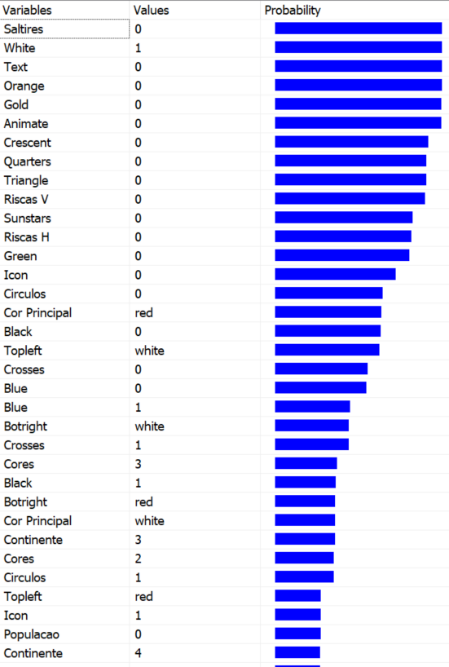 Variables Values Probability
Saltires 0
White 1
Text 0
Orange 0
Gold 0
Animate 0
Crescent 0
Quarters 0
Triangle 0
Riscas V 0
Sunstars 0
Riscas H 0
Green 0
Icon 0
Circulos 0
Cor Principal red
Black 0
Topleft white
Crosses 0
Blue 0
Blue 1
Botright white
Crosses 1
Cores 3
Black 1
Botright red
Cor Principal white
Continente 3
Cores 2
Circulos 1
Topleft red
Icon 1
Populacao 0
Continente 4